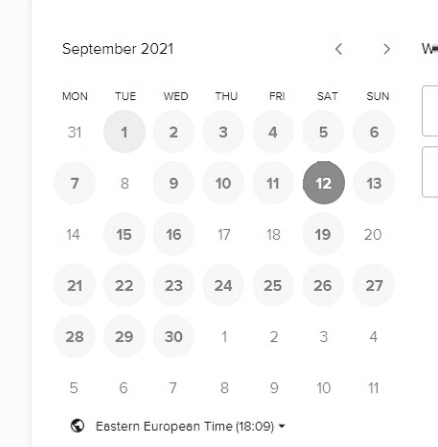 September 2021
MON TUE WED THU FRI SAT SUN
31 1 2 3 4 5 6
7 8 9 10 11 12 13
14 15 16 17 18 19 20
21 22 23 24 25 26 27
28 29 30 1 2 3 4
5 6 7 8 9 10 11
Eastern European Time (18:09)